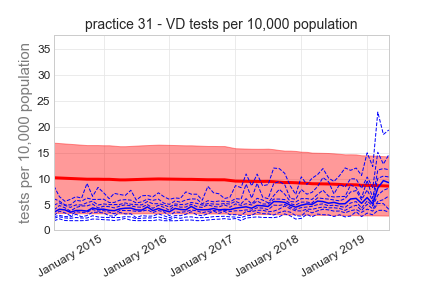 practice 31 - VD tests per 10,000 population
tests per 10,000 population
35
30
25
20
15
10
5
0
January 2015
January 2016
January 2017
January 2018
January 2019